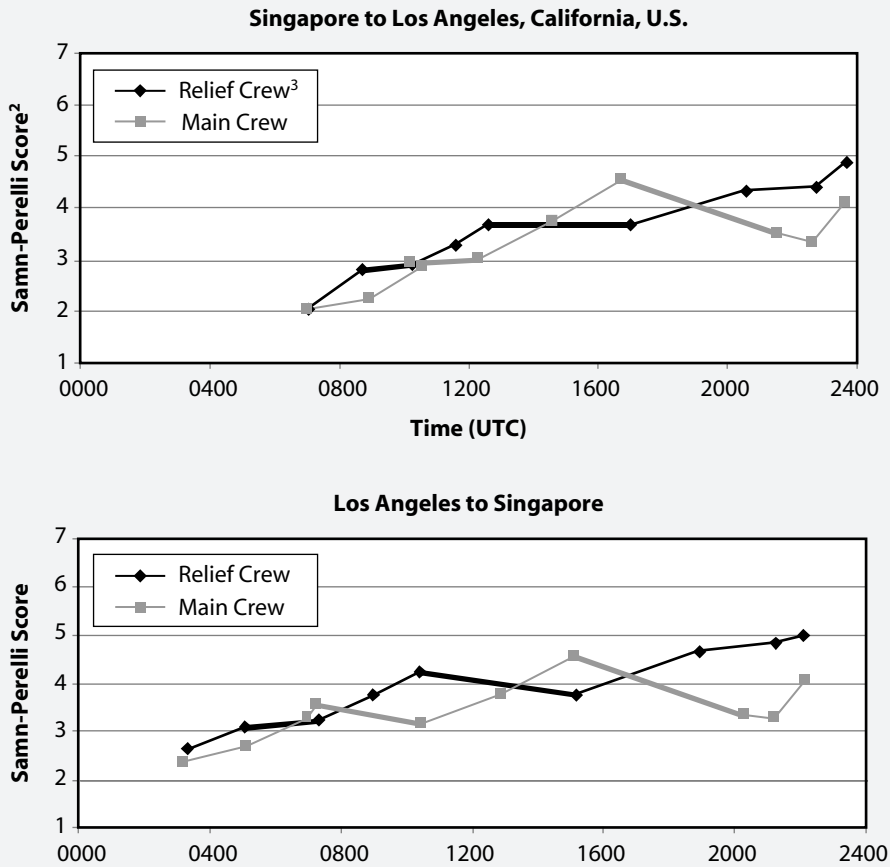 Singapore to Los Angeles, California, U.S.
7
6
5
4
3
2
1
Samn-Perelli Score²
Relief Crew³
Main Crew
0000 0400 0800 1200 1600 2000 2400
Time (UTC)
Los Angeles to Singapore
7
6
5
4
3
2
1
Samn-Perelli Score
Relief Crew
Main Crew
0000 0400 0800 1200 1600 2000 2400